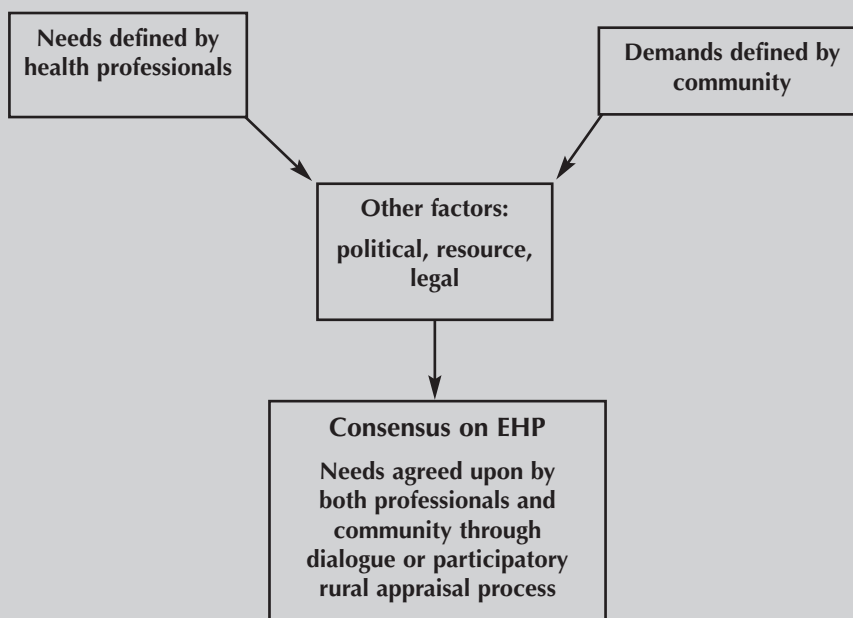 Needs defined by
health professionals
Demands defined by
community
Other factors:
political, resource,
legal
Consensus on EHP
Needs agreed upon by
both professionals and
community through
dialogue or participatory
rural appraisal process